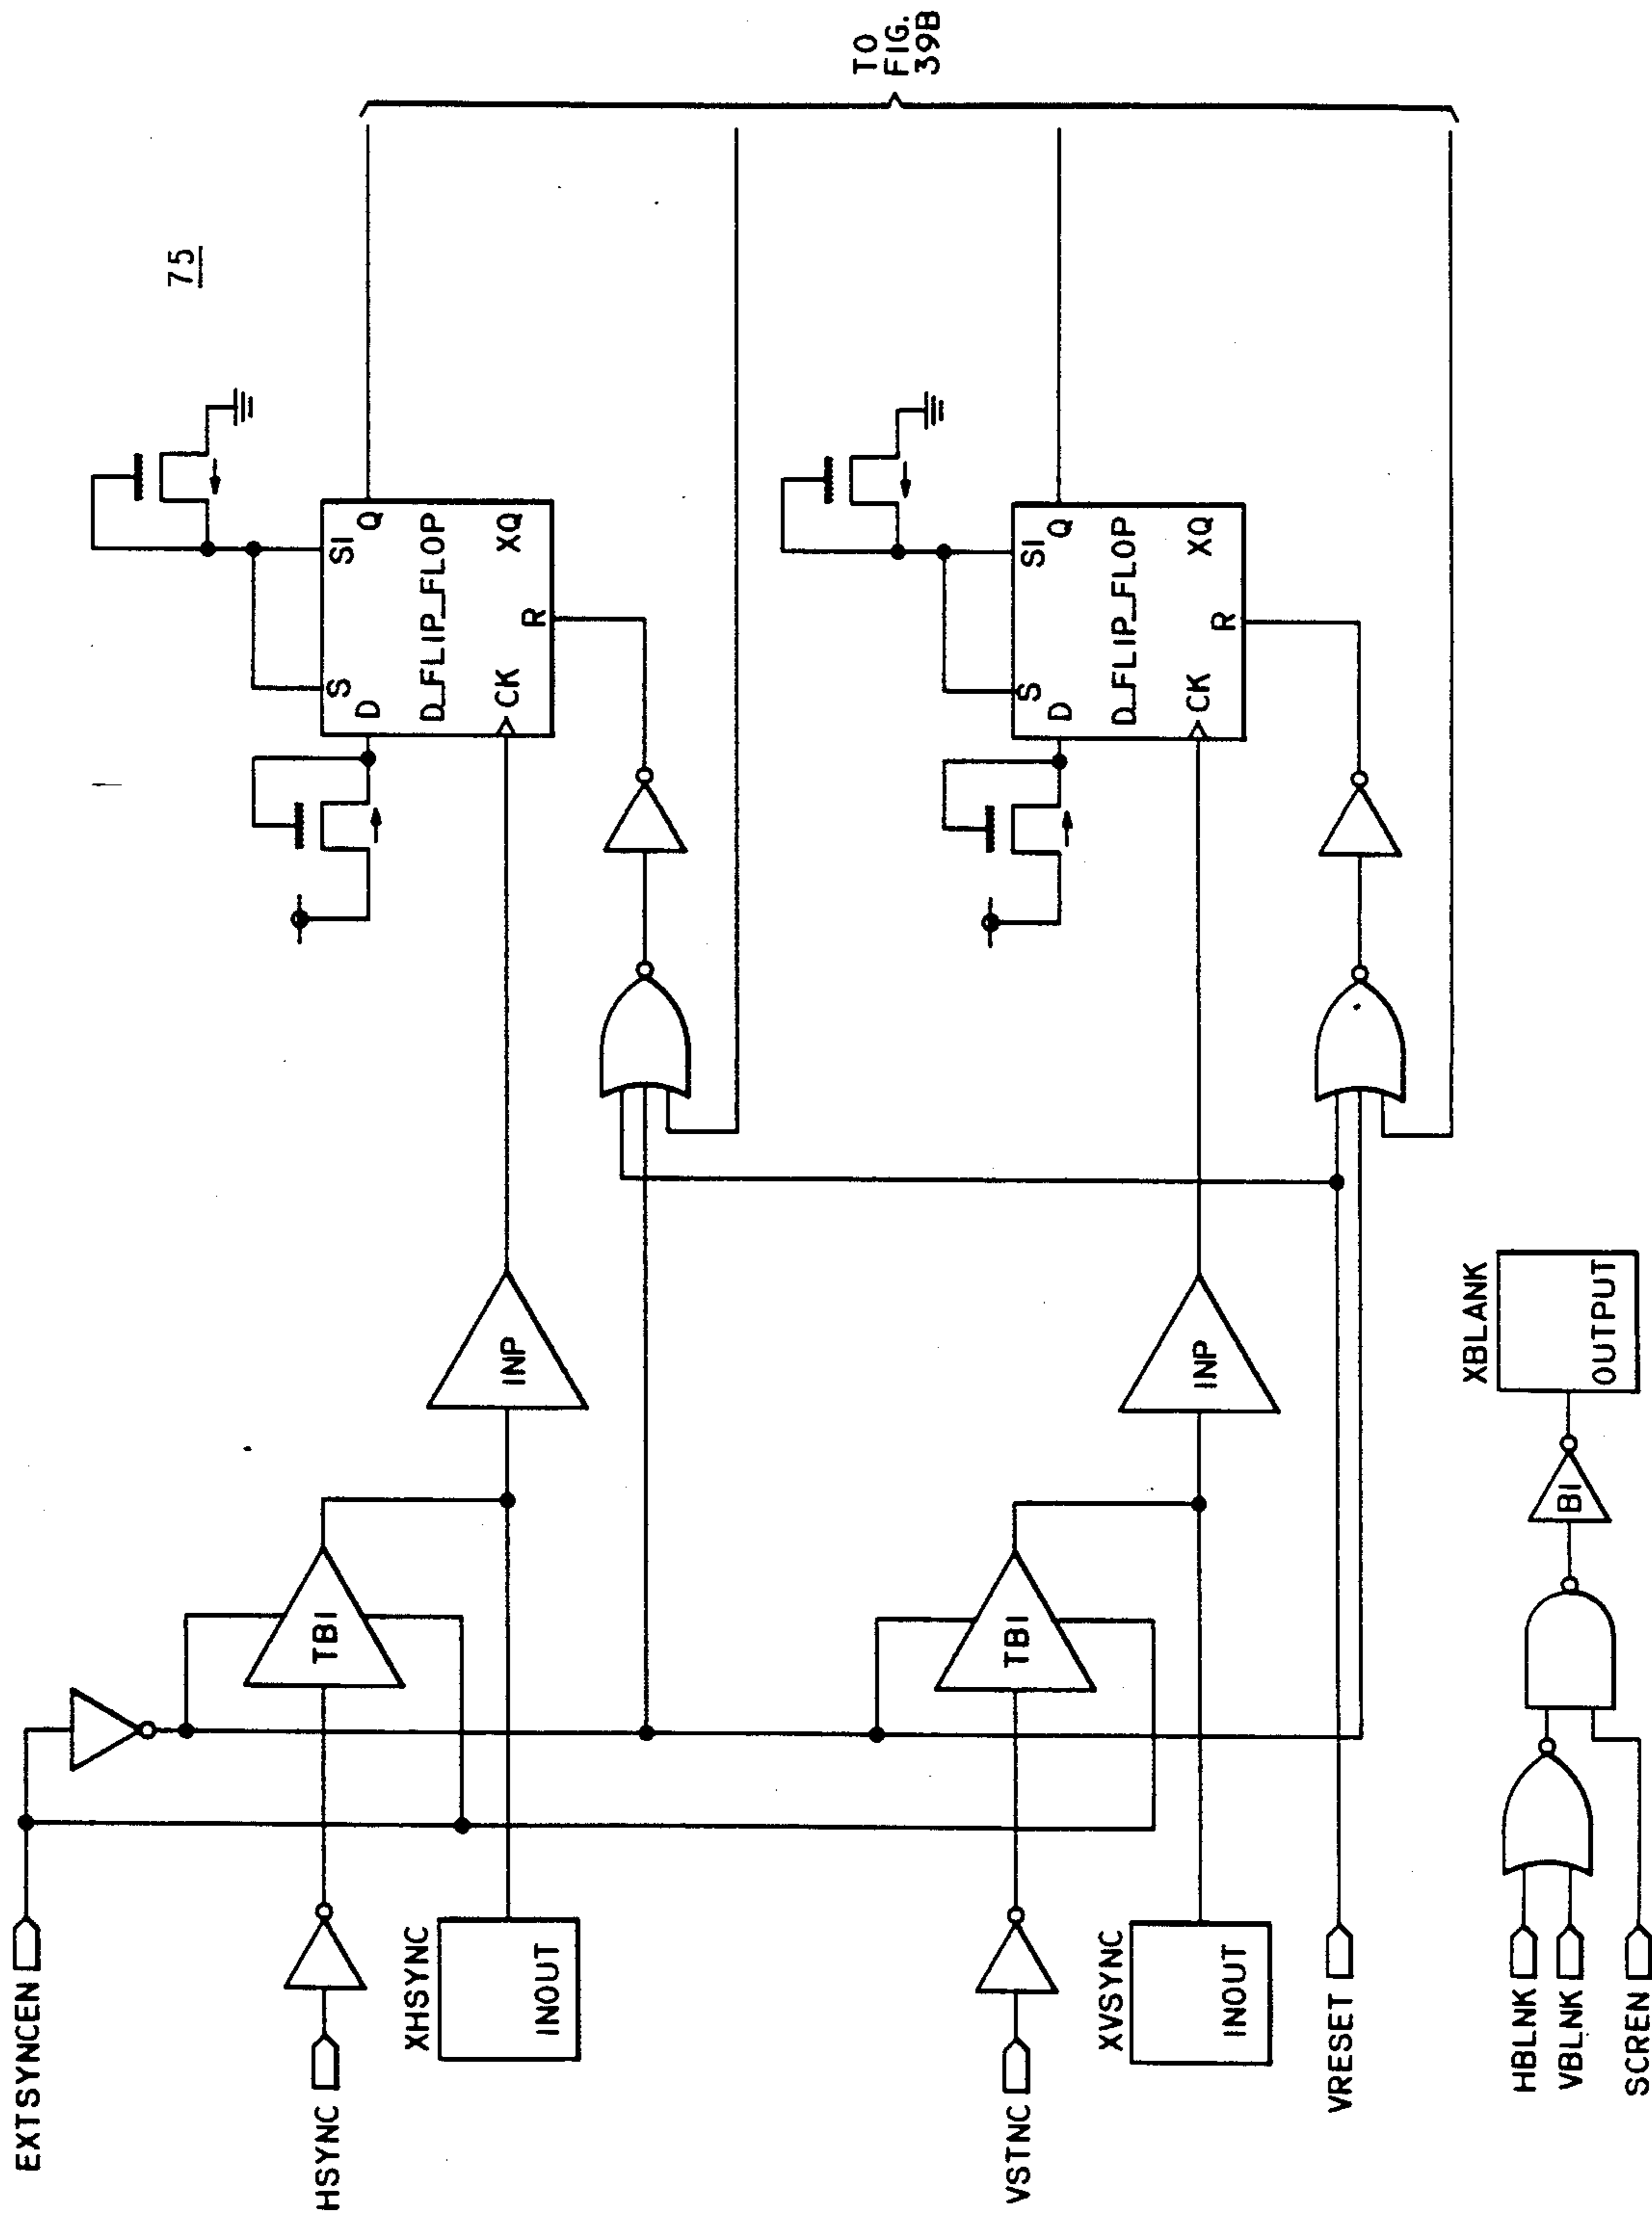 75
EXTSYNCEN
HSYNC
TBI
XHSYNC
INOUT
INP
D
S
SI
Q
D_FLIP_FLOP
CK
R
XQ
TO
FIG.
39B
VSTNC
TBI
XVSYNC
INOUT
INP
D
S
SI
Q
D_FLIP_FLOP
CK
R
XQ
VRESET
HBLNK
VBLNK
SCREN
BI
XBLANK
OUTPUT